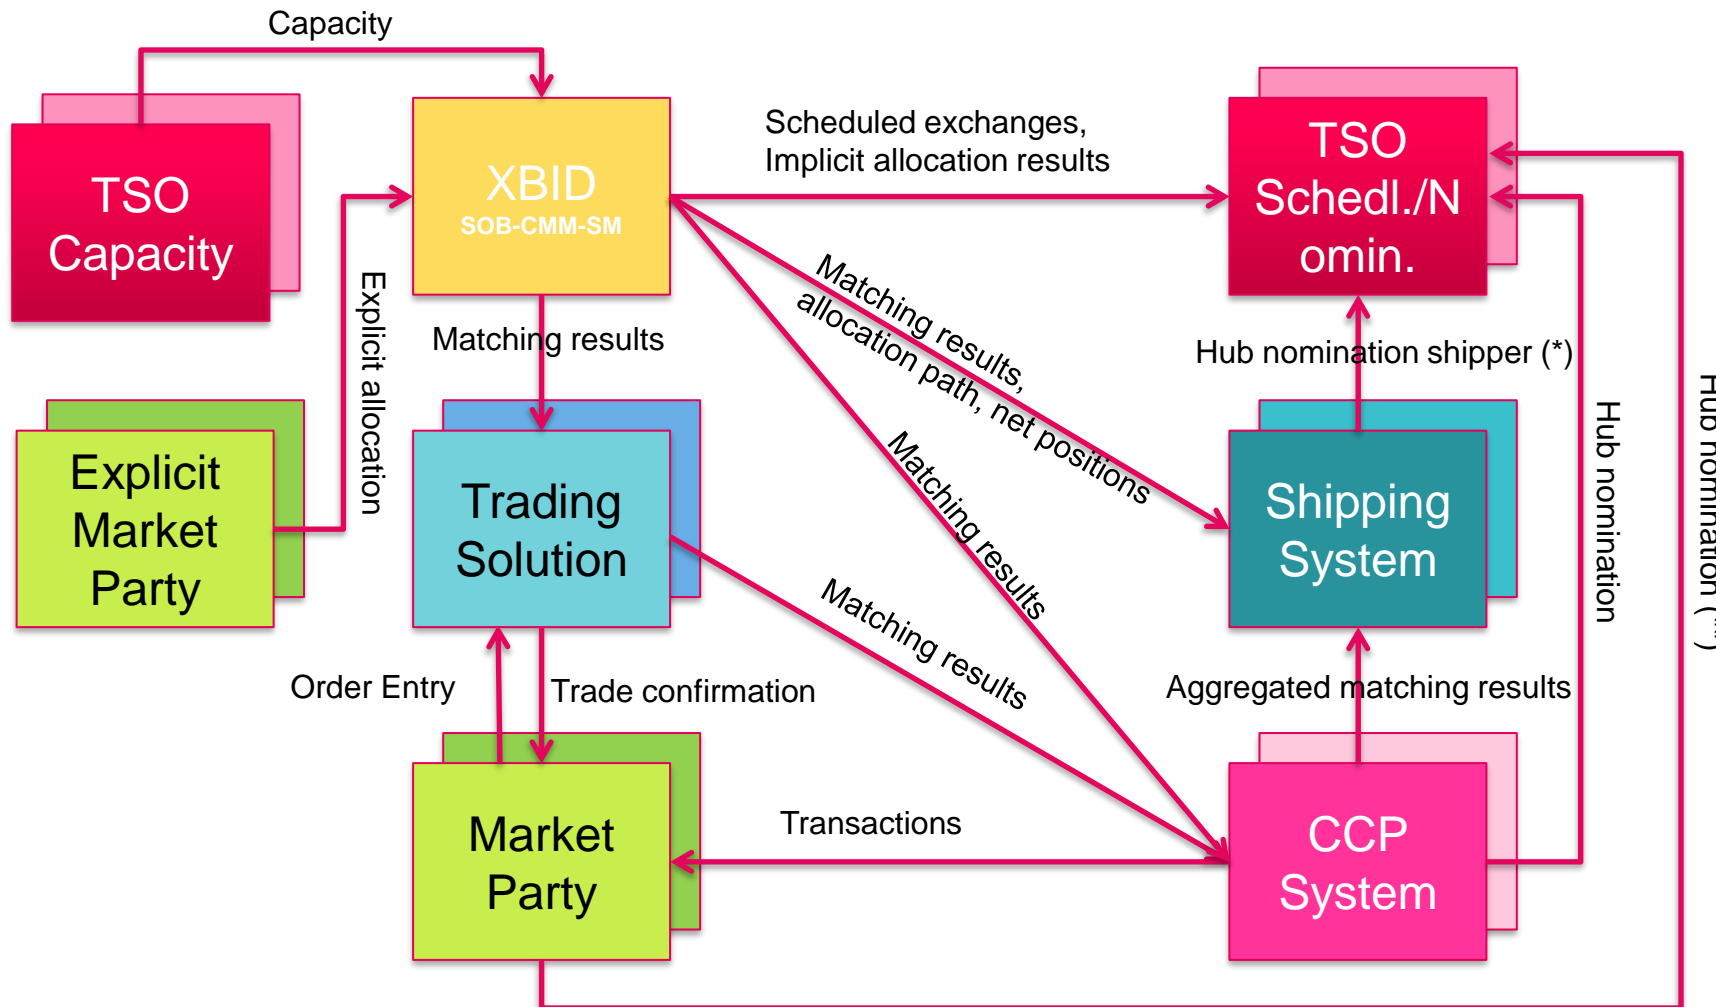 Capacity
TSO
Capacity
XBID
SOB-CMM-SM
Scheduled exchanges,
Implicit allocation results
TSO
Schedl./N
omin.
Explicit allocation
Matching results
Matching results,
allocation path, net positions
Matching results
Hub nomination shipper (*)
Hub nomination
Hub nomination (**)
Explicit
Market
Party
Trading
Solution
Shipping
System
Matching results
Order Entry
Trade confirmation
Aggregated matching results
Market
Party
Transactions
CCP
System